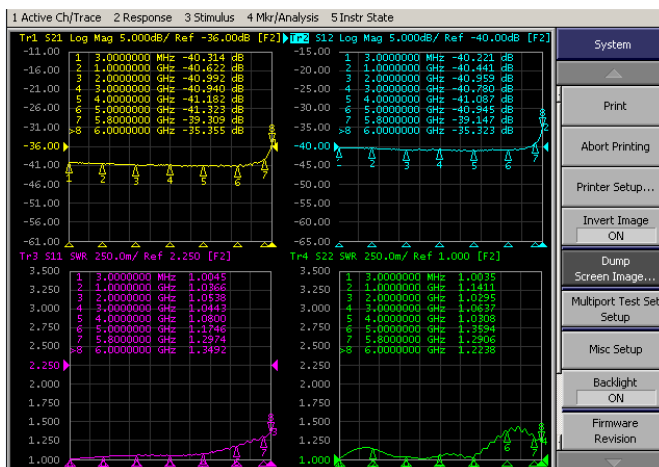 1 Active Ch/Trace 2 Response 3 Stimulus 4 Mkr/Analysis 5 Instr State
Tr1 S21 Log Mag 5.000dB/ Ref -36.00dB [F2]
-11.00
-16.00
-21.00
-26.00
-31.00
-36.00
-41.00
-46.00
-51.00
-56.00
-61.00
1 3.0000000 MHz -40.314 dB
2 1.0000000 GHz -40.622 dB
3 2.0000000 GHz -40.992 dB
4 3.0000000 GHz -40.940 dB
5 4.0000000 GHz -41.182 dB
6 5.0000000 GHz -41.323 dB
7 5.8000000 GHz -39.309 dB
>8 6.0000000 GHz -35.355 dB
1 2 3 4 5 6 7
Tr2 S12 Log Mag 5.000dB/ Ref -40.00dB [F2]
-15.00
-20.00
-25.00
-30.00
-35.00
-40.00
-45.00
-50.00
-55.00
-60.00
-65.00
1 3.0000000 MHz -40.221 dB
2 1.0000000 GHz -40.441 dB
3 2.0000000 GHz -40.959 dB
4 3.0000000 GHz -40.780 dB
5 4.0000000 GHz -41.087 dB
6 5.0000000 GHz -40.945 dB
7 5.8000000 GHz -39.147 dB
>8 6.0000000 GHz -35.323 dB
Tr3 S11 SWR 250.0m/ Ref 2.250 [F2]
3.500
3.250
3.000
2.750
2.500
2.250
2.000
1.750
1.500
1.250
1.000
1 3.0000000 MHz 1.0045
2 1.0000000 GHz 1.0366
3 2.0000000 GHz 1.0538
4 3.0000000 GHz 1.0443
5 4.0000000 GHz 1.0800
6 5.0000000 GHz 1.1746
7 5.8000000 GHz 1.2974
>8 6.0000000 GHz 1.3492
Tr4 S22 SWR 250.0m/ Ref 1.000 [F2]
3.500
3.250
3.000
2.750
2.500
2.250
2.000
1.750
1.500
1.250
1.000
1 3.0000000 MHz 1.0035
2 1.0000000 GHz 1.1411
3 2.0000000 GHz 1.0295
4 3.0000000 GHz 1.0637
5 4.0000000 GHz 1.0308
6 5.0000000 GHz 1.3594
7 5.8000000 GHz 1.2906
>8 6.0000000 GHz 1.2238
System
Print
Abort Printing
Printer Setup...
Invert Image
ON
Dump
Screen Image...
Multiport Test Set
Setup
Misc Setup
Backlight
ON
Firmware
Revision